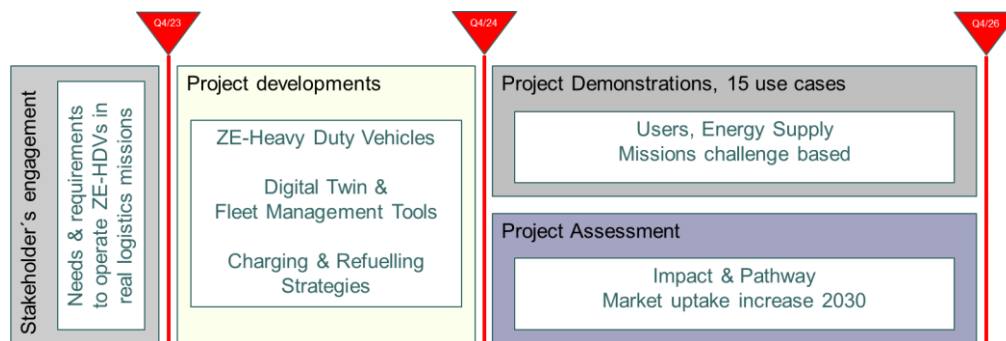 Q4/23
Q4/24
Q4/26
Stakeholder´s engagement
Needs & requirements
to operate ZE-HDVs in
real logistics missions
Project developments
ZE-Heavy Duty Vehicles
Digital Twin &
Fleet Management Tools
Charging & Refuelling
Strategies
Project Demonstrations, 15 use cases
Users, Energy Supply
Missions challenge based
Project Assessment
Impact & Pathway
Market uptake increase 2030